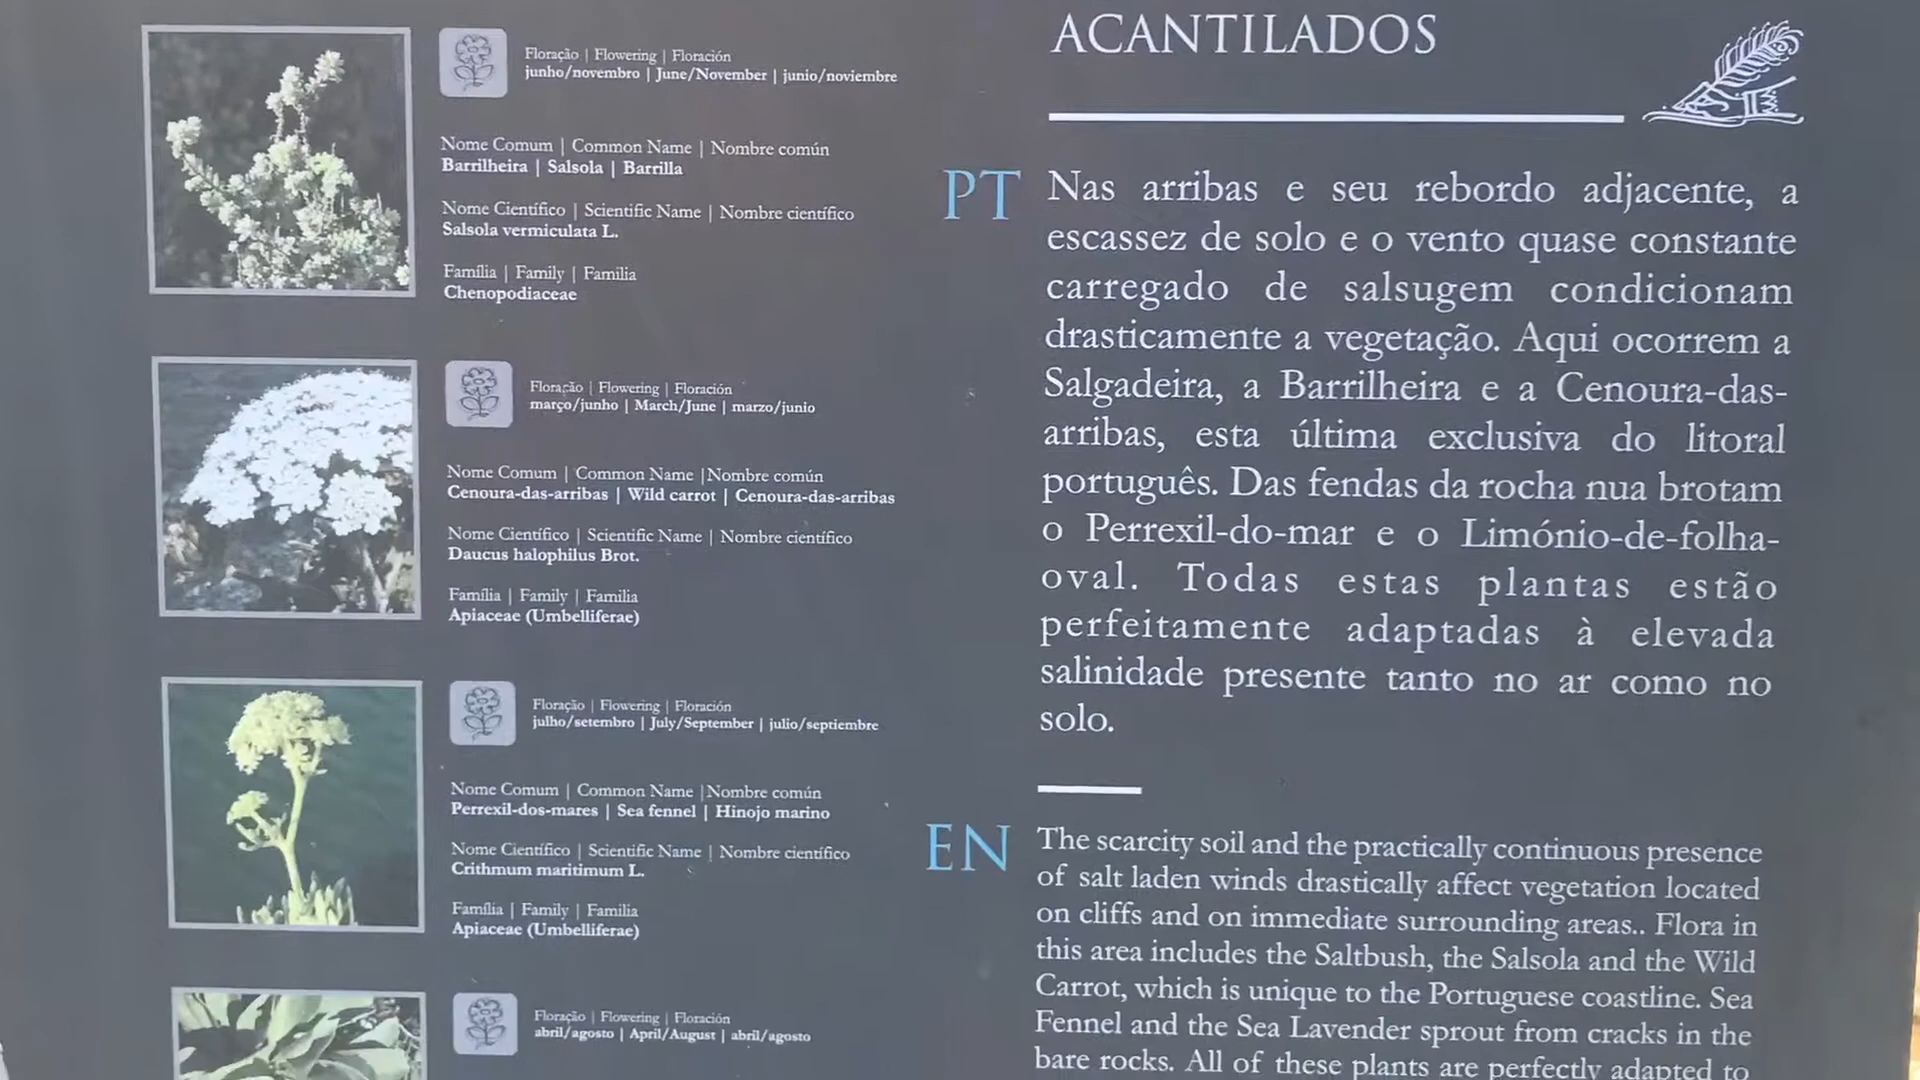 Floração | Flowering | Floración
junho/novembro | June/November | junio/noviembre
Nome Comum | Common Name | Nombre común
Barrilheira | Salsola | Barrilla
Nome Científico | Scientific Name | Nombre científico
Salsola vermiculata L.
Família | Family | Familia
Chenopodiaceae
Floração | Flowering | Floración
março/junho | March/June | marzo/junio
Nome Comum | Common Name |Nombre común
Cenoura-das-arribas | Wild carrot | Cenoura-das-arribas
Nome Científico | Scientific Name | Nombre científico
Daucus halophilus Brot.
Família | Family | Familia
Apiaceae (Umbelliferae)
Floração | Flowering | Floración
julho/setembro | July/September | julio/septiembre
Nome Comum | Common Name |Nombre común
Perrexil-dos-mares | Sea fennel | Hinojo marino
Nome Científico | Scientific Name | Nombre científico
Crithmum maritimum L.
Família | Family | Familia
Apiaceae (Umbelliferae)
Floração | Flowering | Floración
abril/agosto | April/August | abril/agosto
ACANTILADOS
PT Nas arribas e seu rebordo adjacente, a
escassez de solo e o vento quase constante
carregado de salsugem condicionam
drasticamente a vegetação. Aqui ocorrem a
Salgadeira, a Barrilheira e a Cenoura-das-
arribas, esta última exclusiva do litoral
português. Das fendas da rocha nua brotam
o Perrexil-do-mar e o Limónio-de-folha-
oval. Todas estas plantas estão
perfeitamente adaptadas à elevada
salinidade presente tanto no ar como no
solo.
EN The scarcity soil and the practically continuous presence
of salt laden winds drastically affect vegetation located
on cliffs and on immediate surrounding areas.. Flora in
this area includes the Saltbush, the Salsola and the Wild
Carrot, which is unique to the Portuguese coastline. Sea
Fennel and the Sea Lavender sprout from cracks in the
bare rocks. All of these plants are perfectly adapted to